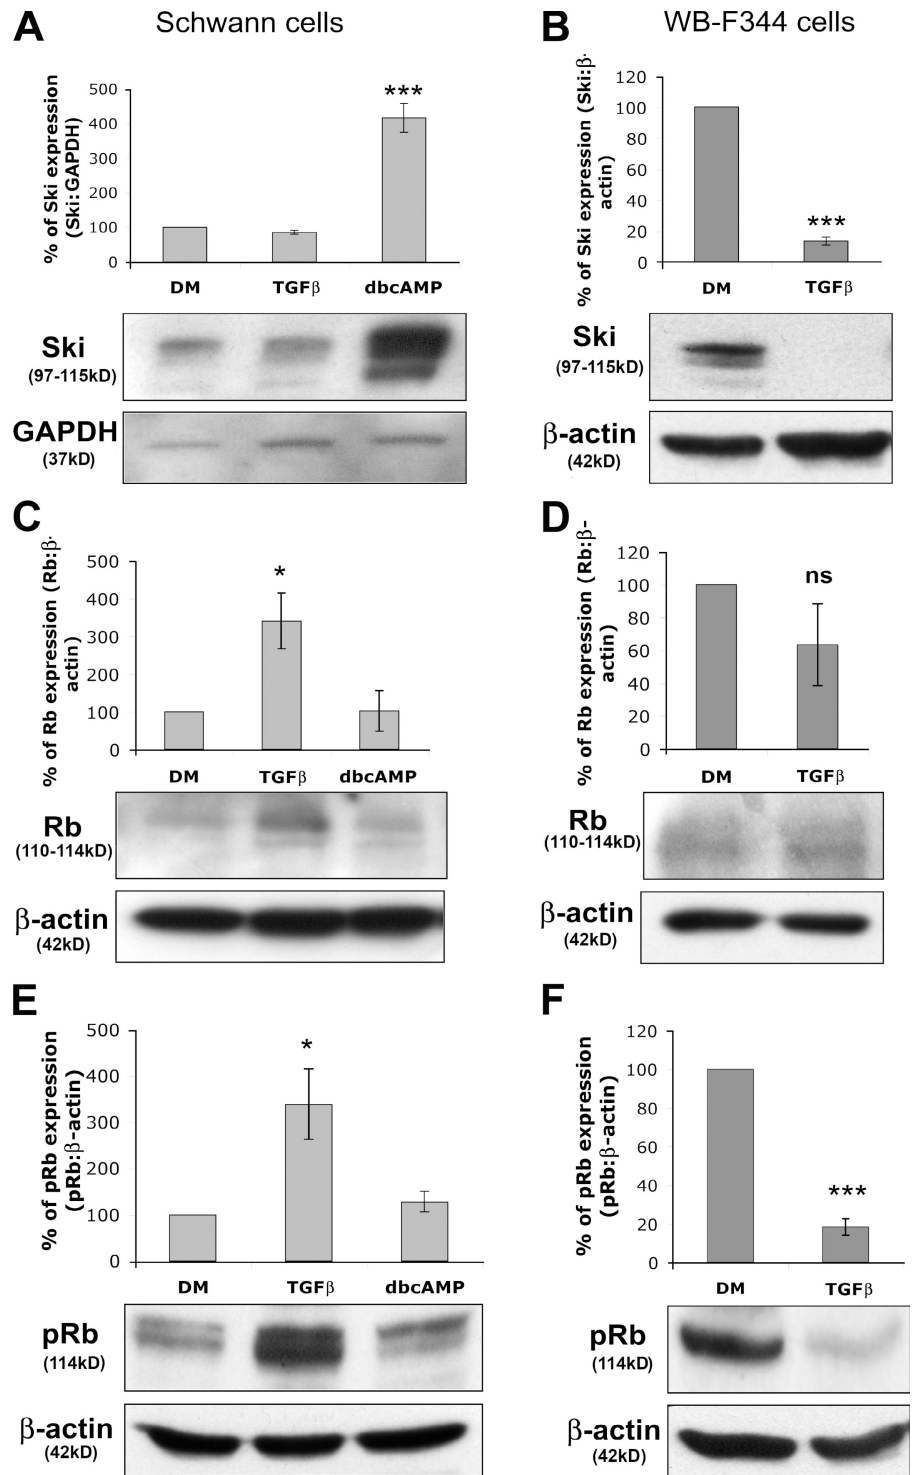 A Schwann cells
B WB-F344 cells
% of Ski expression
(Ski:GAPDH)
500
400
300
200
100
0
***
DM TGFβ dbcAMP
Ski
(97-115kD)
GAPDH
(37kD)
% of Ski expression (Ski:β-
actin)
120
100
80
60
40
20
0
***
DM TGFβ
Ski
(97-115kD)
β-actin
(42kD)
C
% of Rb expression (Rb:β-
actin)
500
400
300
200
100
0
*
DM TGFβ dbcAMP
Rb
(110-114kD)
β-actin
(42kD)
D
% of Rb expression (Rb:β-
actin)
120
100
80
60
40
20
0
ns
DM TGFβ
Rb
(110-114kD)
β-actin
(42kD)
E
% of pRb expression
(pRb:β-actin)
500
400
300
200
100
0
*
DM TGFβ dbcAMP
pRb
(114kD)
β-actin
(42kD)
F
% of pRb expression
(pRb:β-actin)
120
100
80
60
40
20
0
***
DM TGFβ
pRb
(114kD)
β-actin
(42kD)